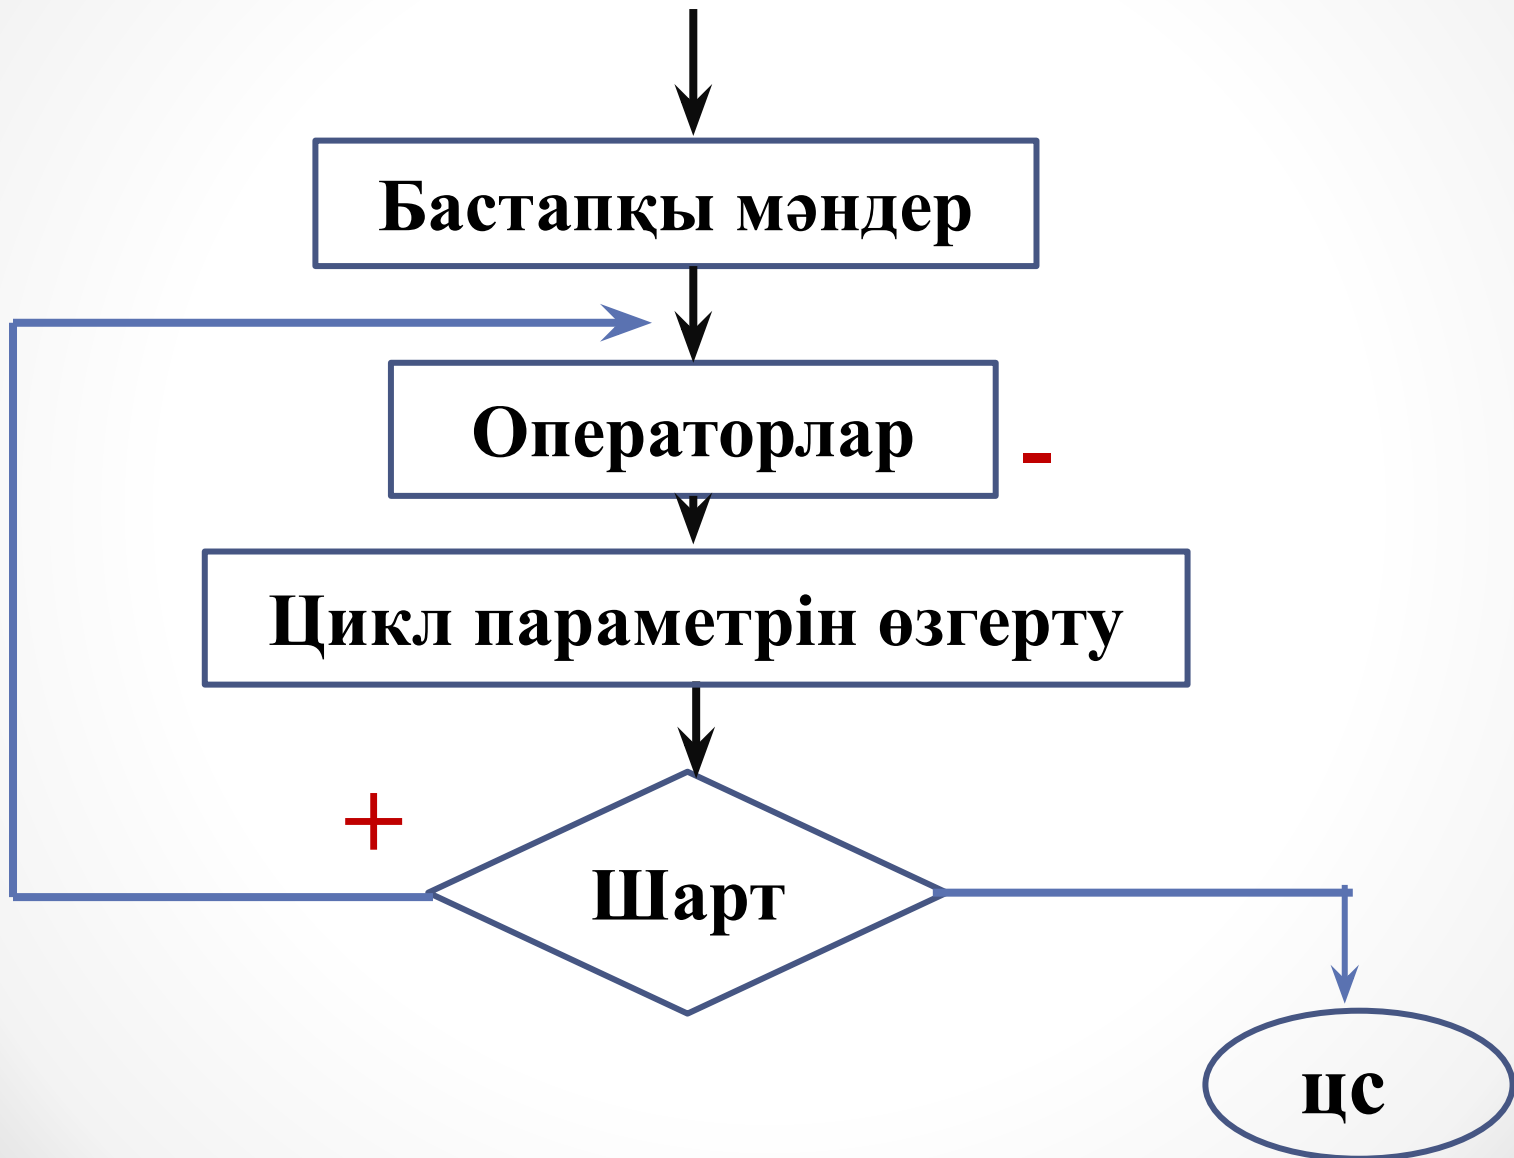 Бастапқы мәндер
Операторлар
-
Цикл параметрін өзгерту
+
Шарт
цс